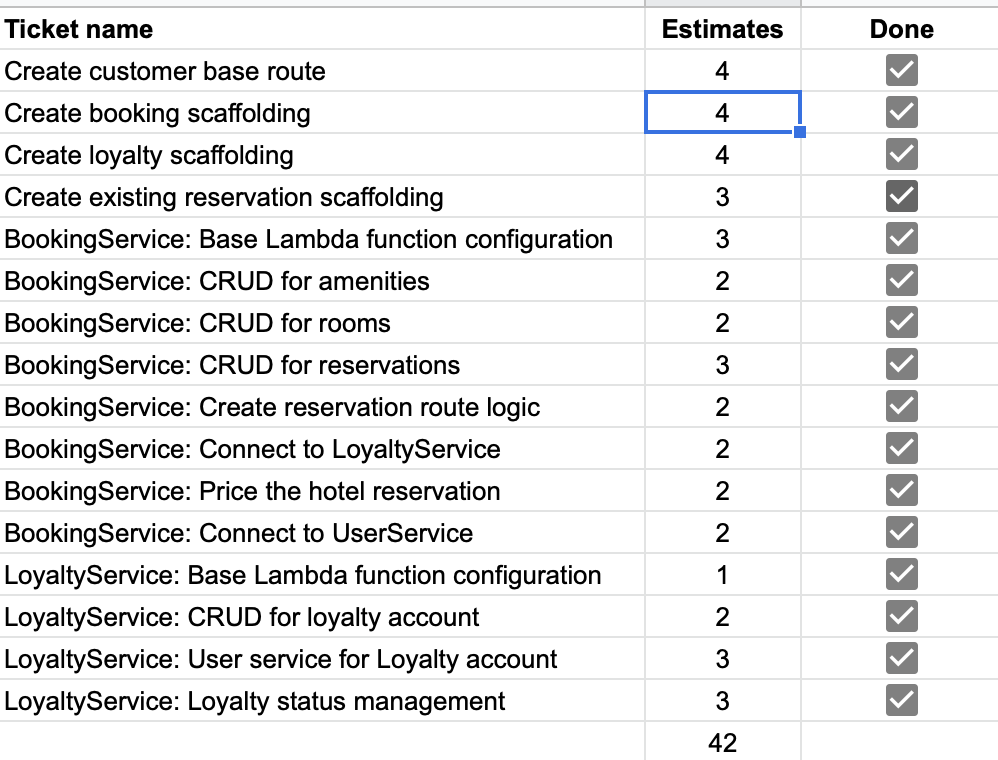 Ticket name Estimates Done
Create customer base route 4
Create booking scaffolding 4
Create loyalty scaffolding 4
Create existing reservation scaffolding 3
BookingService: Base Lambda function configuration 3
BookingService: CRUD for amenities 2
BookingService: CRUD for rooms 2
BookingService: CRUD for reservations 3
BookingService: Create reservation route logic 2
BookingService: Connect to LoyaltyService 2
BookingService: Price the hotel reservation 2
BookingService: Connect to UserService 2
LoyaltyService: Base Lambda function configuration 1
LoyaltyService: CRUD for loyalty account 2
LoyaltyService: User service for Loyalty account 3
LoyaltyService: Loyalty status management 3
42